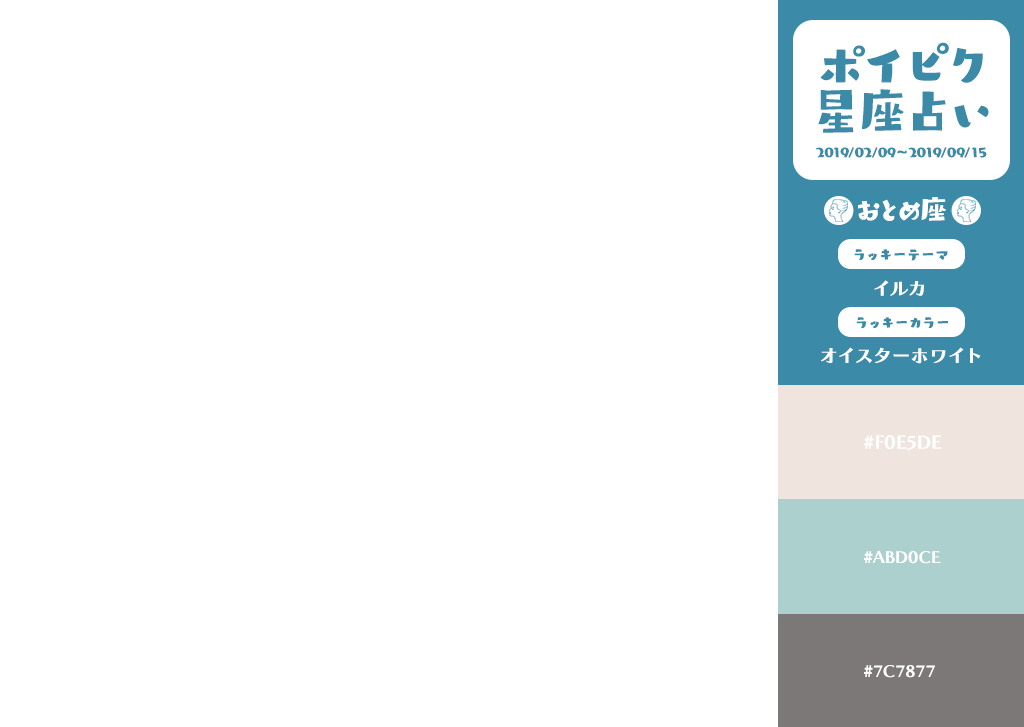 ポイピク
星座占い
2019/02/09～2019/09/15
おとめ座
ラッキーテーマ
イルカ
ラッキーカラー
オイスターホワイト
#F0E5DE
#ABD0CE
#7C7877